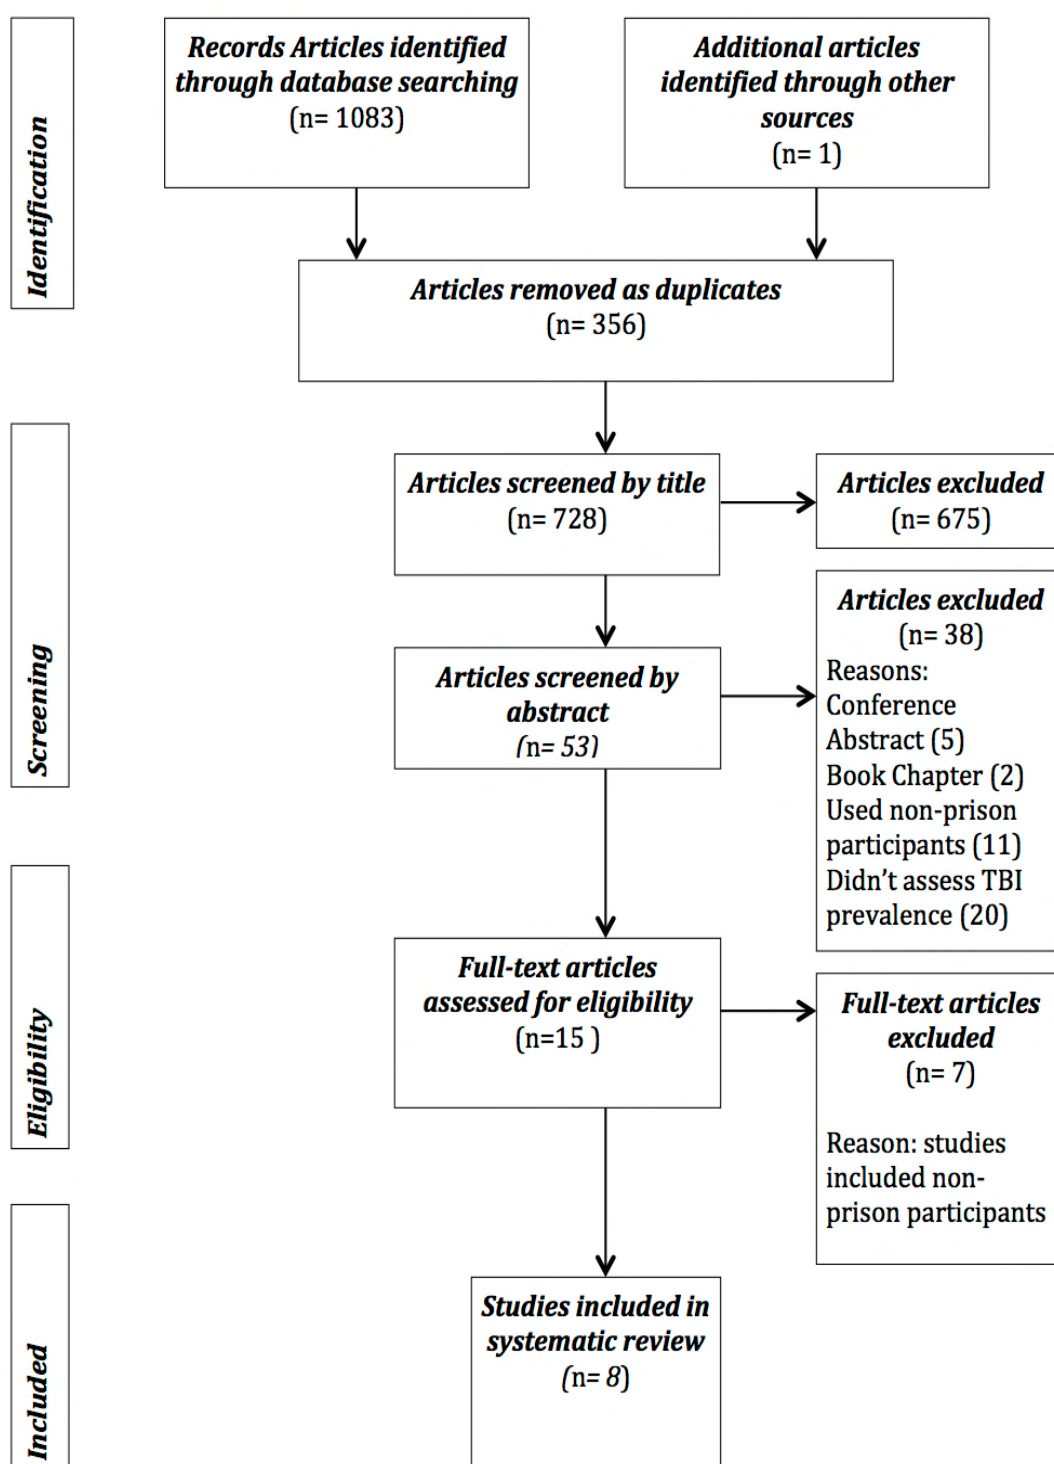 Identification
Records Articles identified
through database searching
(n= 1083)
Additional articles
identified through other
sources
(n= 1)
Articles removed as duplicates
(n= 356)
Screening
Articles screened by title
(n= 728)
Articles excluded
(n= 675)
Articles screened by
abstract
(n= 53)
Articles excluded
(n= 38)
Reasons:
Conference
Abstract (5)
Book Chapter (2)
Used non-prison
participants (11)
Didn't assess TBI
prevalence (20)
Eligibility
Full-text articles
assessed for eligibility
(n=15 )
Full-text articles
excluded
(n= 7)
Reason: studies
included non-
prison participants
Included
Studies included in
systematic review
(n= 8)